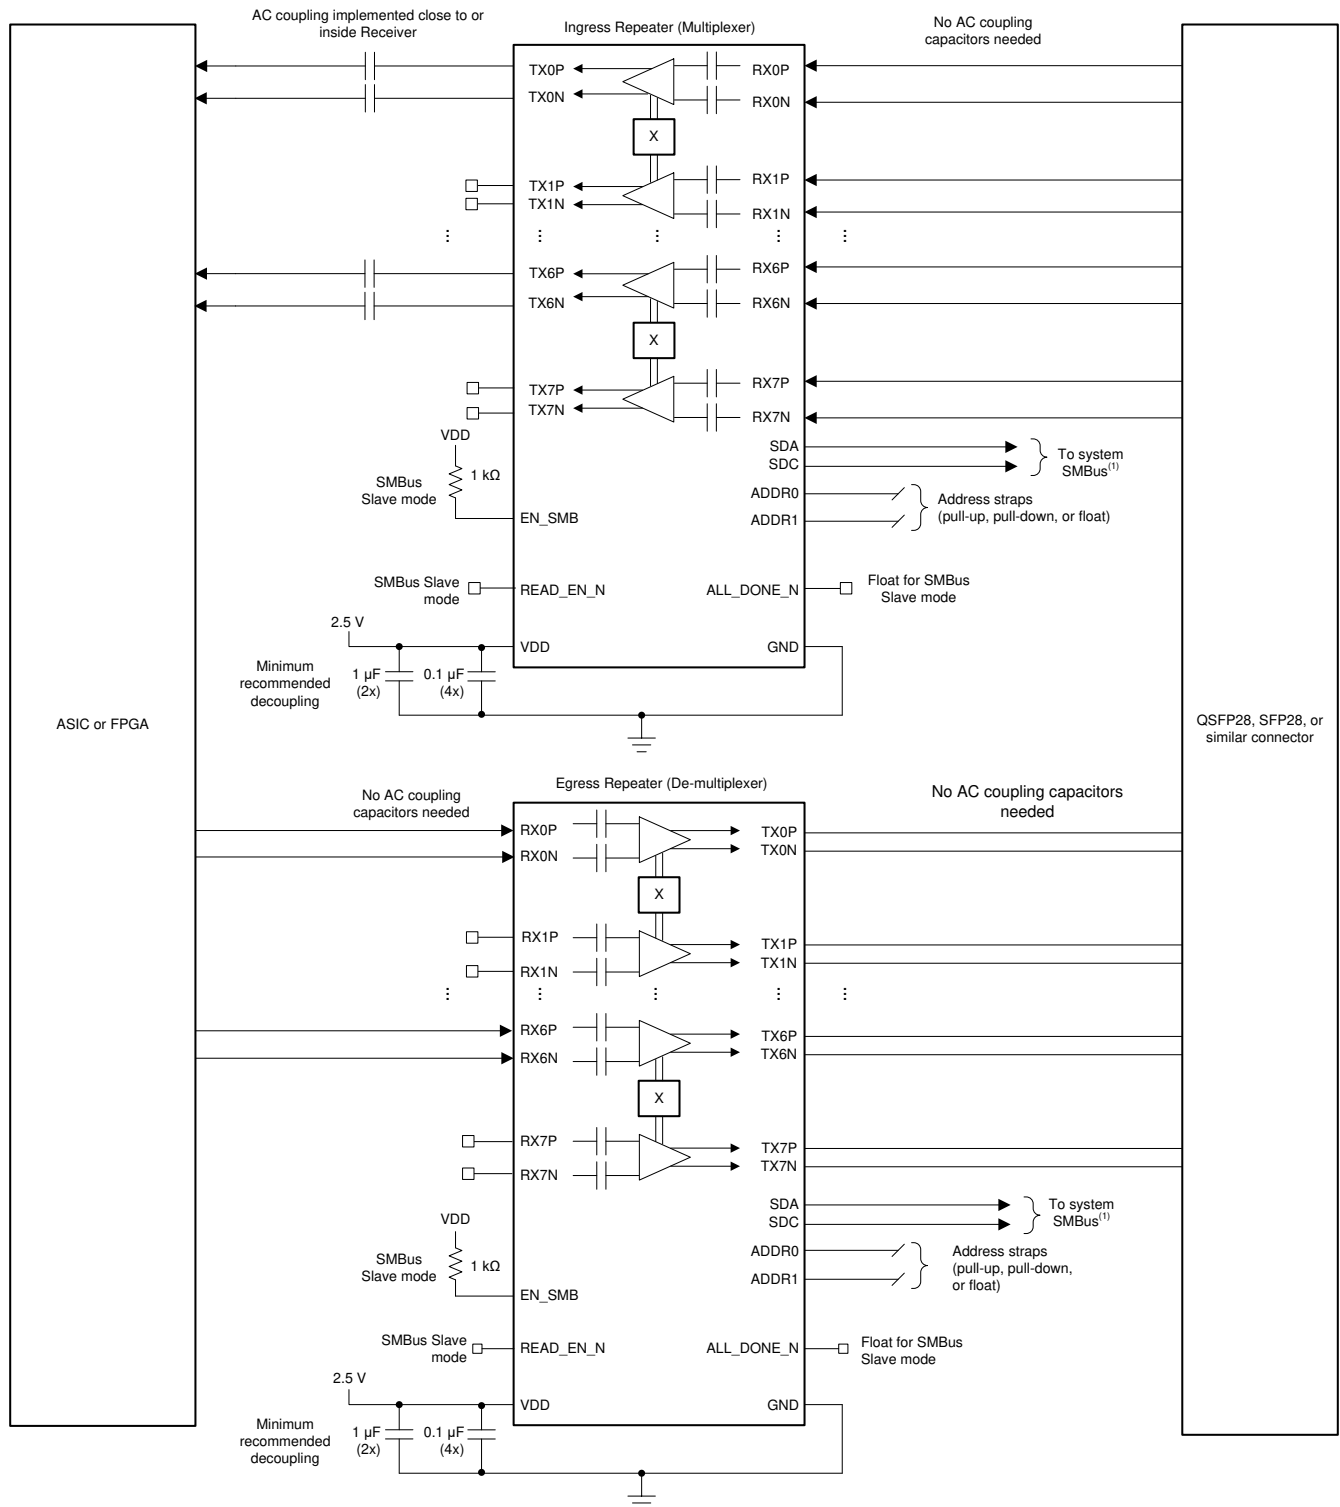 AC coupling implemented close to or
inside Receiver
Ingress Repeater (Multiplexer)
No AC coupling
capacitors needed
TX0P
RX0P
TX0N
RX0N
X
TX1P
RX1P
TX1N
RX1N
TX6P
RX6P
TX6N
RX6N
X
TX7P
RX7P
TX7N
RX7N
VDD
SDA
SDC
To system
SMBus(1)
1 kΩ
SMBus
Slave mode
ADDR0
ADDR1
Address straps
(pull-up, pull-down, or float)
EN_SMB
SMBus Slave
mode
READ_EN_N
ALL_DONE_N
Float for SMBus
Slave mode
2.5 V
VDD
GND
Minimum
recommended
decoupling
1 µF
(2x)
0.1 µF
(4x)
ASIC or FPGA
QSFP28, SFP28, or
similar connector
Egress Repeater (De-multiplexer)
No AC coupling
capacitors needed
No AC coupling capacitors
needed
RX0P
TX0P
RX0N
TX0N
X
RX1P
TX1P
RX1N
TX1N
RX6P
TX6P
RX6N
TX6N
X
RX7P
TX7P
RX7N
TX7N
SDA
SDC
To system
SMBus(1)
VDD
1 kΩ
SMBus
Slave mode
ADDR0
ADDR1
Address straps
(pull-up, pull-down,
or float)
EN_SMB
SMBus Slave
mode
READ_EN_N
ALL_DONE_N
Float for SMBus
Slave mode
2.5 V
VDD
GND
Minimum
recommended
decoupling
1 µF
(2x)
0.1 µF
(4x)